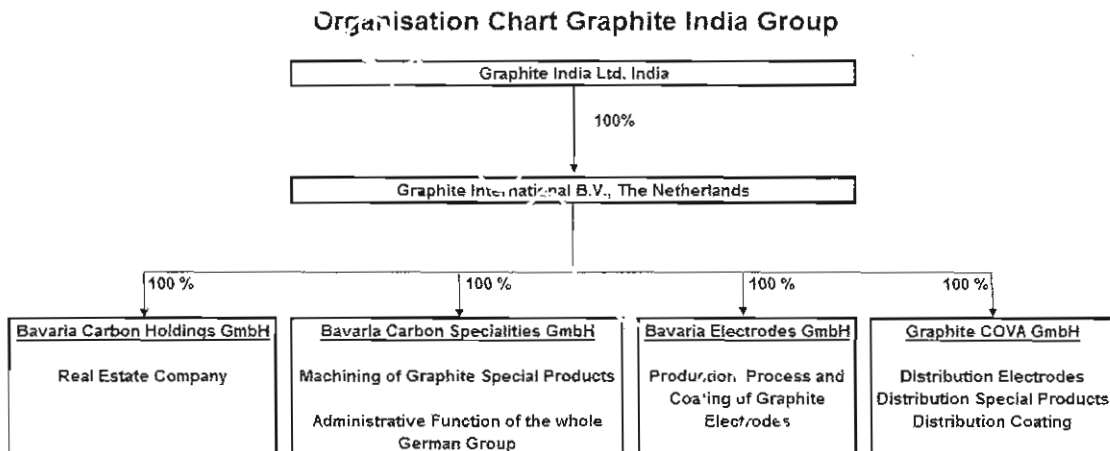 Organisation Chart Graphite India Group
Graphite India Ltd. India
100%
Graphite International B.V., The Netherlands
100 %
100 %
100 %
100 %
Bavaria Carbon Holdings GmbH
Real Estate Company
Bavaria Carbon Specialities GmbH
Machining of Graphite Special Products
Administrative Function of the whole
German Group
Bavaria Electrodes GmbH
Production, Process and
Coating of Graphite
Electrodes
Graphite COVA GmbH
Distribution Electrodes
Distribution Special Products
Distribution Coating